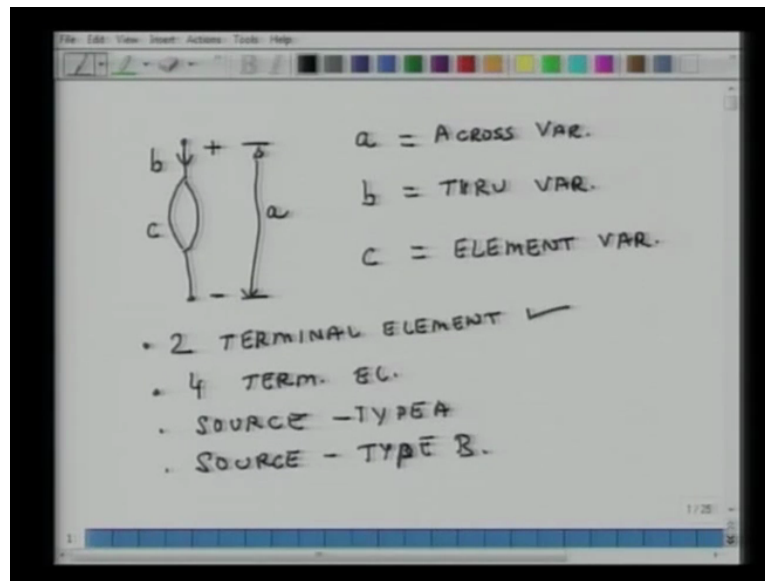 File Edit View Insert Actions Tools Help
a = ACROSS VAR.
b +
a
b = THRU VAR.
c
c = ELEMENT VAR.
-
• 2 TERMINAL ELEMENT ✓
• 4 TERM. EL.
. SOURCE - TYPE A
. SOURCE - TYPE B.
1/25
1